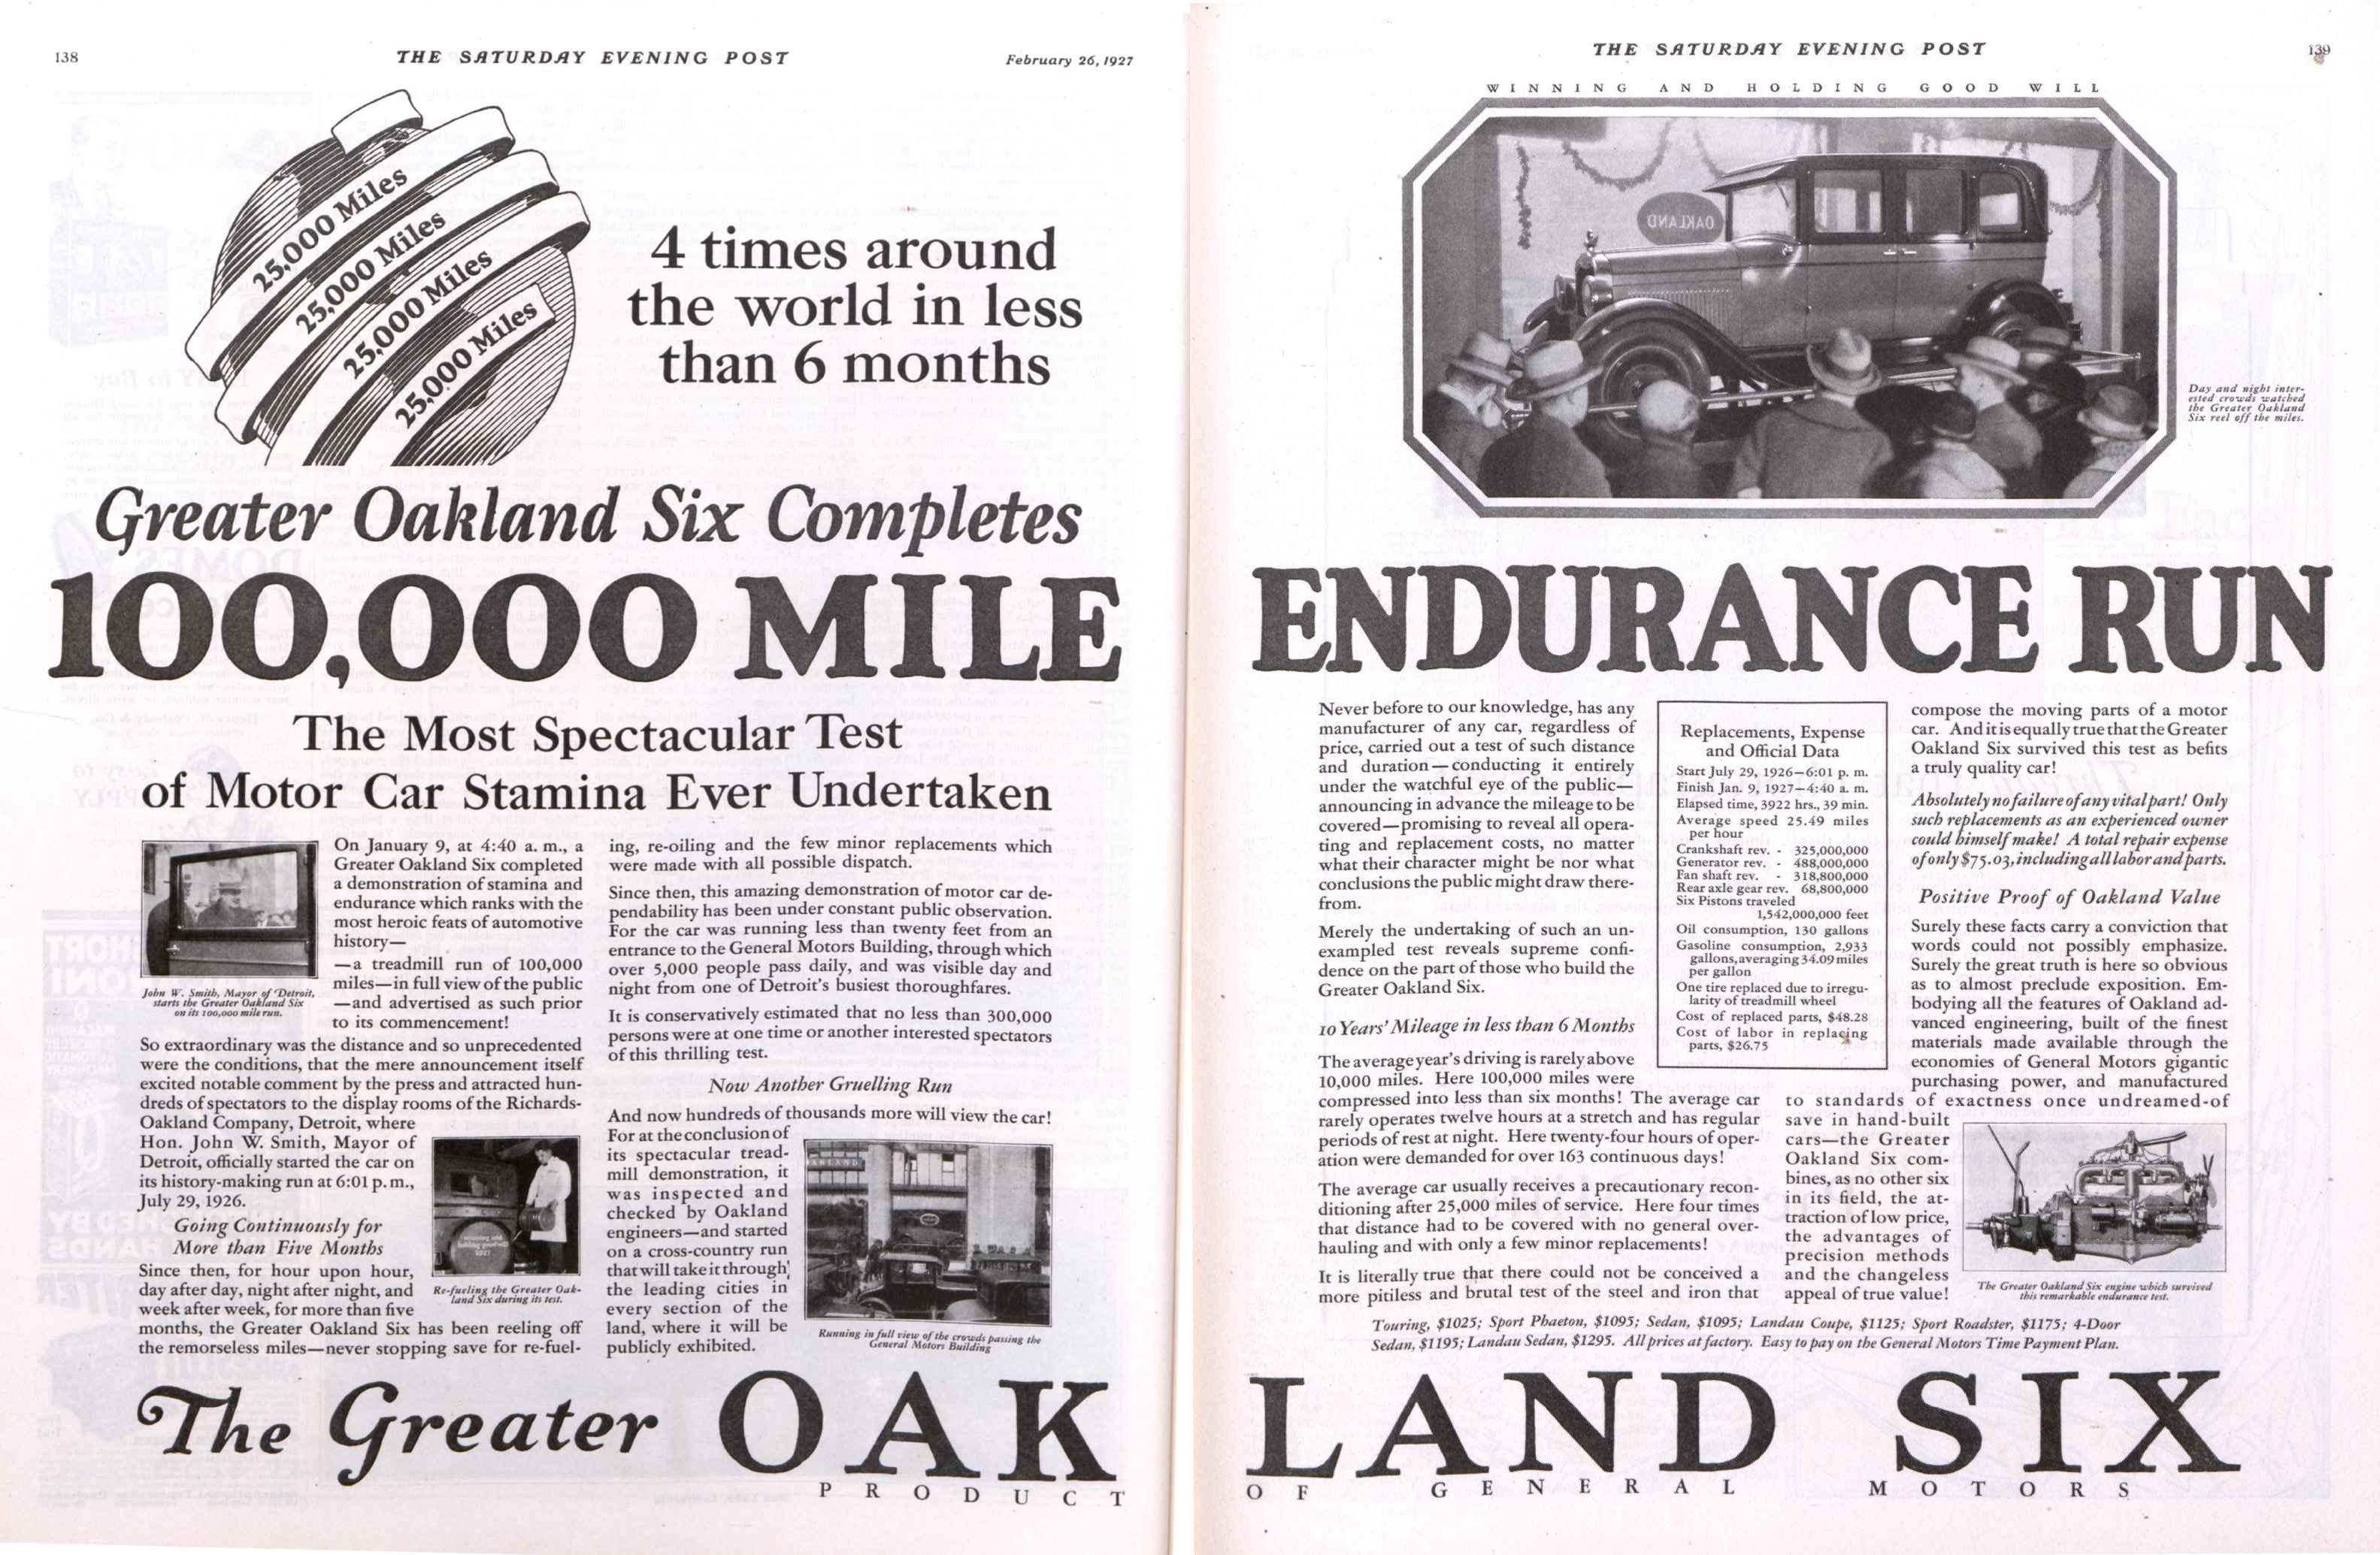 138
THE SATURDAY EVENING POST
February 26, 1927
25,000 Miles
25,000 Miles
25,000 Miles
25,000 Miles
4 times around
the world in less
than 6 months
Greater Oakland Six Completes
100,000 MILE
The Most Spectacular Test
of Motor Car Stamina Ever Undertaken
John W. Smith, Mayor of Detroit,
starts the Greater Oakland Six
on its 100,000 mile run.
On January 9, at 4:40 a. m., a
Greater Oakland Six completed
a demonstration of stamina and
endurance which ranks with the
most heroic feats of automotive
history—
—a treadmill run of 100,000
miles—in full view of the public
—and advertised as such prior
to its commencement!
So extraordinary was the distance and so unprecedented
were the conditions, that the mere announcement itself
excited notable comment by the press and attracted hun-
dreds of spectators to the display rooms of the Richards-
Oakland Company, Detroit, where
Hon. John W. Smith, Mayor of
Detroit, officially started the car on
its history-making run at 6:01 p. m.,
July 29, 1926.
Going Continuously for
More than Five Months
Since then, for hour upon hour,
day after day, night after night, and
week after week, for more than five
months, the Greater Oakland Six has been reeling off
the remorseless miles—never stopping save for re-fuel-
Re-fueling the Greater Oak-
land Six during its test.
ing, re-oiling and the few minor replacements which
were made with all possible dispatch.
Since then, this amazing demonstration of motor car de-
pendability has been under constant public observation.
For the car was running less than twenty feet from an
entrance to the General Motors Building, through which
over 5,000 people pass daily, and was visible day and
night from one of Detroit's busiest thoroughfares.
It is conservatively estimated that no less than 300,000
persons were at one time or another interested spectators
of this thrilling test.
Now Another Gruelling Run
And now hundreds of thousands more will view the car!
For at the conclusion of
its spectacular tread-
mill demonstration, it
was inspected and
checked by Oakland
engineers—and started
on a cross-country run
that will take it through
the leading cities in
every section of the
land, where it will be
publicly exhibited.
OAKLAND
Running in full view of the crowds passing the
General Motors Building
The Greater OAK
PRODUCT
THE SATURDAY EVENING POST
139
WINNING AND HOLDING GOOD WILL
OAKLAND
Day and night inter-
ested crowds watched
the Greater Oakland
Six reel off the miles.
ENDURANCE RUN
Never before to our knowledge, has any
manufacturer of any car, regardless of
price, carried out a test of such distance
and duration—conducting it entirely
under the watchful eye of the public—
announcing in advance the mileage to be
covered—promising to reveal all opera-
ting and replacement costs, no matter
what their character might be nor what
conclusions the public might draw there-
from.
Merely the undertaking of such an un-
exampled test reveals supreme confi-
dence on the part of those who build the
Greater Oakland Six.
10 Years' Mileage in less than 6 Months
The average year's driving is rarely above
10,000 miles. Here 100,000 miles were
compressed into less than six months! The average car
rarely operates twelve hours at a stretch and has regular
periods of rest at night. Here twenty-four hours of oper-
ation were demanded for over 163 continuous days!
The average car usually receives a precautionary recon-
ditioning after 25,000 miles of service. Here four times
that distance had to be covered with no general over-
hauling and with only a few minor replacements!
It is literally true that there could not be conceived a
more pitiless and brutal test of the steel and iron that
Replacements, Expense
and Official Data
Start July 29, 1926—6:01 p. m.
Finish Jan. 9, 1927—4:40 a. m.
Elapsed time, 3922 hrs., 39 min.
Average speed 25.49 miles
per hour
Crankshaft rev. - 325,000,000
Generator rev. - 488,000,000
Fan shaft rev. - 318,800,000
Rear axle gear rev. 68,800,000
Six Pistons traveled
1,542,000,000 feet
Oil consumption, 130 gallons
Gasoline consumption, 2,933
gallons, averaging 34.09 miles
per gallon
One tire replaced due to irregu-
larity of treadmill wheel
Cost of replaced parts, $48.28
Cost of labor in replacing
parts, $26.75
compose the moving parts of a motor
car. And it is equally true that the Greater
Oakland Six survived this test as befits
a truly quality car!
Absolutely no failure of any vital part! Only
such replacements as an experienced owner
could himself make! A total repair expense
of only $75.03, including all labor and parts.
Positive Proof of Oakland Value
Surely these facts carry a conviction that
words could not possibly emphasize.
Surely the great truth is here so obvious
as to almost preclude exposition. Em-
bodying all the features of Oakland ad-
vanced engineering, built of the finest
materials made available through the
economies of General Motors gigantic
purchasing power, and manufactured
to standards of exactness once undreamed-of
save in hand-built
cars—the Greater
Oakland Six com-
bines, as no other six
in its field, the at-
traction of low price,
the advantages of
precision methods
and the changeless
appeal of true value!
The Greater Oakland Six engine which survived
this remarkable endurance test.
Touring, $1025; Sport Phaeton, $1095; Sedan, $1095; Landau Coupe, $1125; Sport Roadster, $1175; 4-Door
Sedan, $1195; Landau Sedan, $1295. All prices at factory. Easy to pay on the General Motors Time Payment Plan.
LAND SIX
OF GENERAL MOTORS